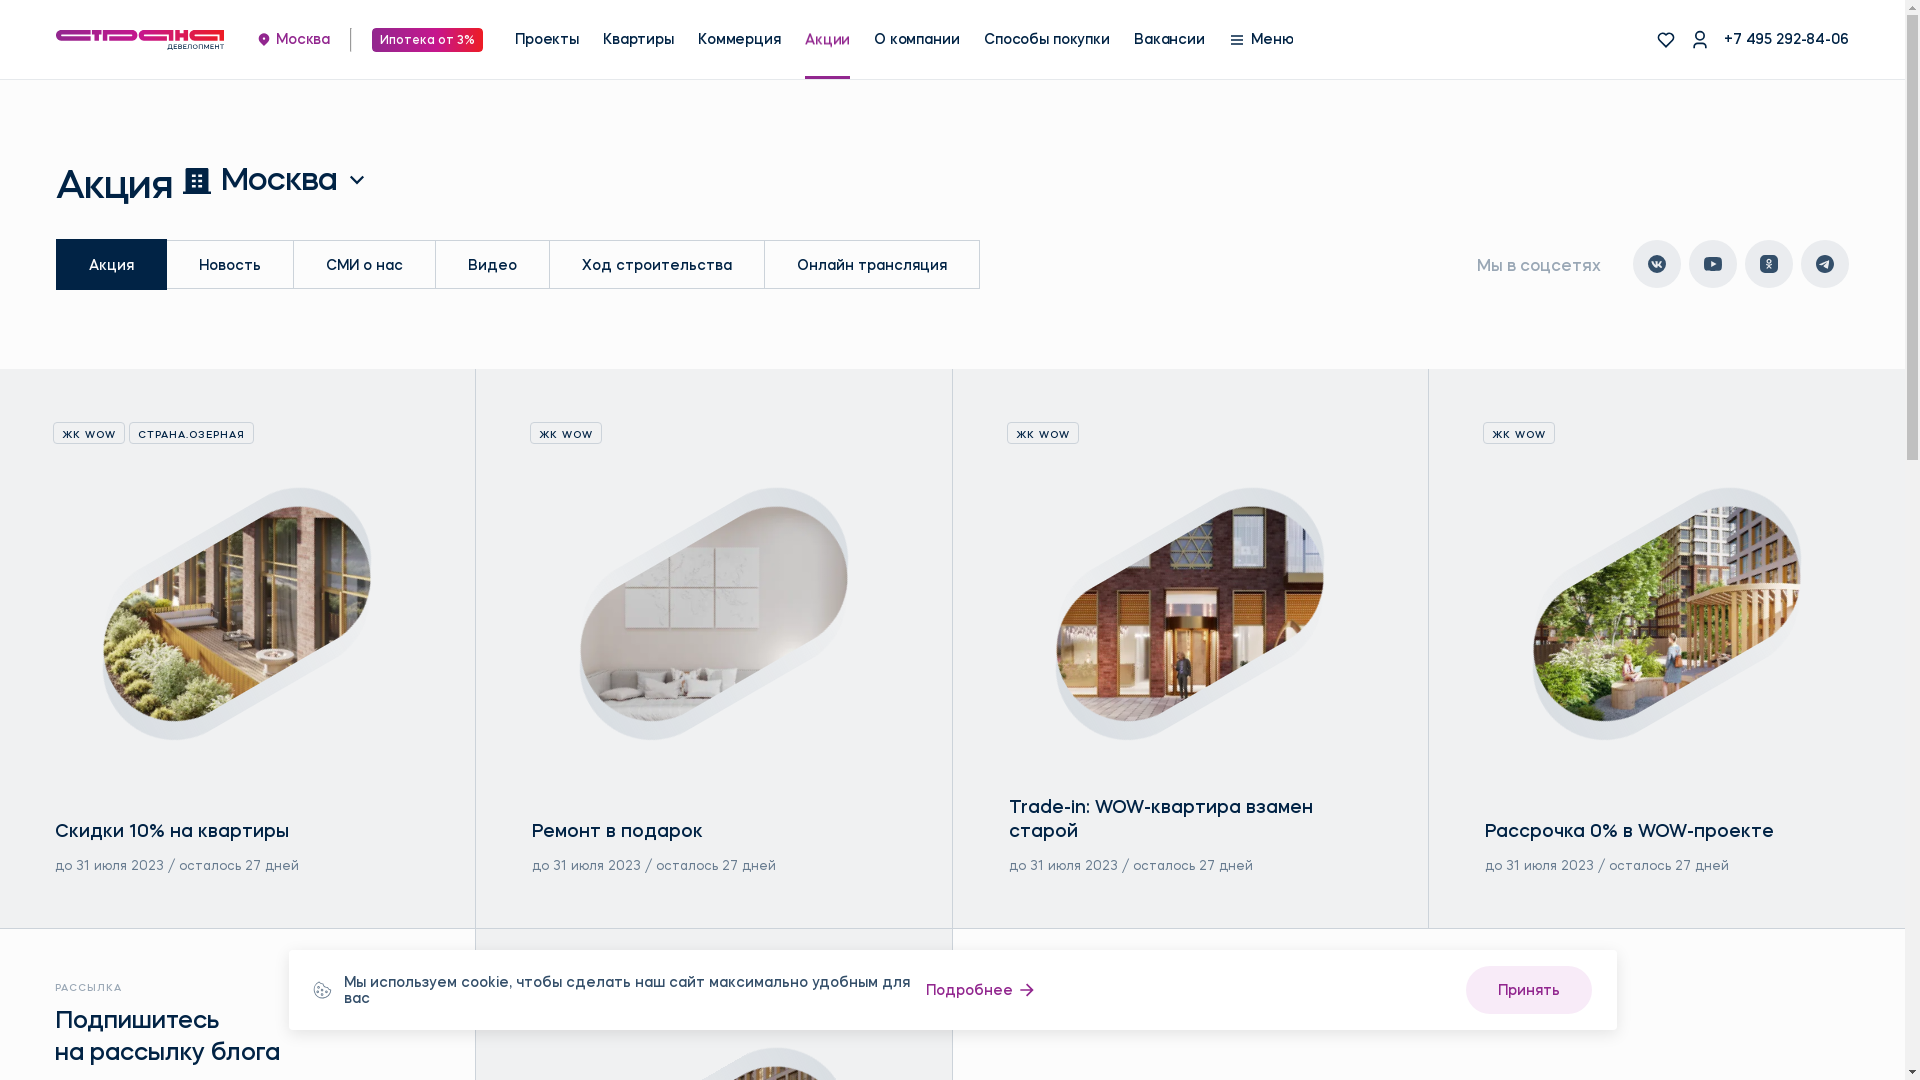 СТРАНА
ДЕВЕЛОПМЕНТ
Москва
Ипотека от 3%
Проекты
Квартиры
Коммерция
Акции
О компании
Способы покупки
Вакансии
Меню
+7 495 292-84-06
Акция Москва
Акция
Новость
СМИ о нас
Видео
Ход строительства
Онлайн трансляция
Мы в соцсетях
ЖК WOW
СТРАНА.ОЗЕРНАЯ
Скидки 10% на квартиры
до 31 июля 2023 / осталось 27 дней
ЖК WOW
Ремонт в подарок
до 31 июля 2023 / осталось 27 дней
ЖК WOW
Trade-in: WOW-квартира взамен
старой
до 31 июля 2023 / осталось 27 дней
ЖК WOW
Рассрочка 0% в WOW-проекте
до 31 июля 2023 / осталось 27 дней
РАССЫЛКА
Подпишитесь
на рассылку блога
Мы используем cookie, чтобы сделать наш сайт максимально удобным для
вас
Подробнее
Принять